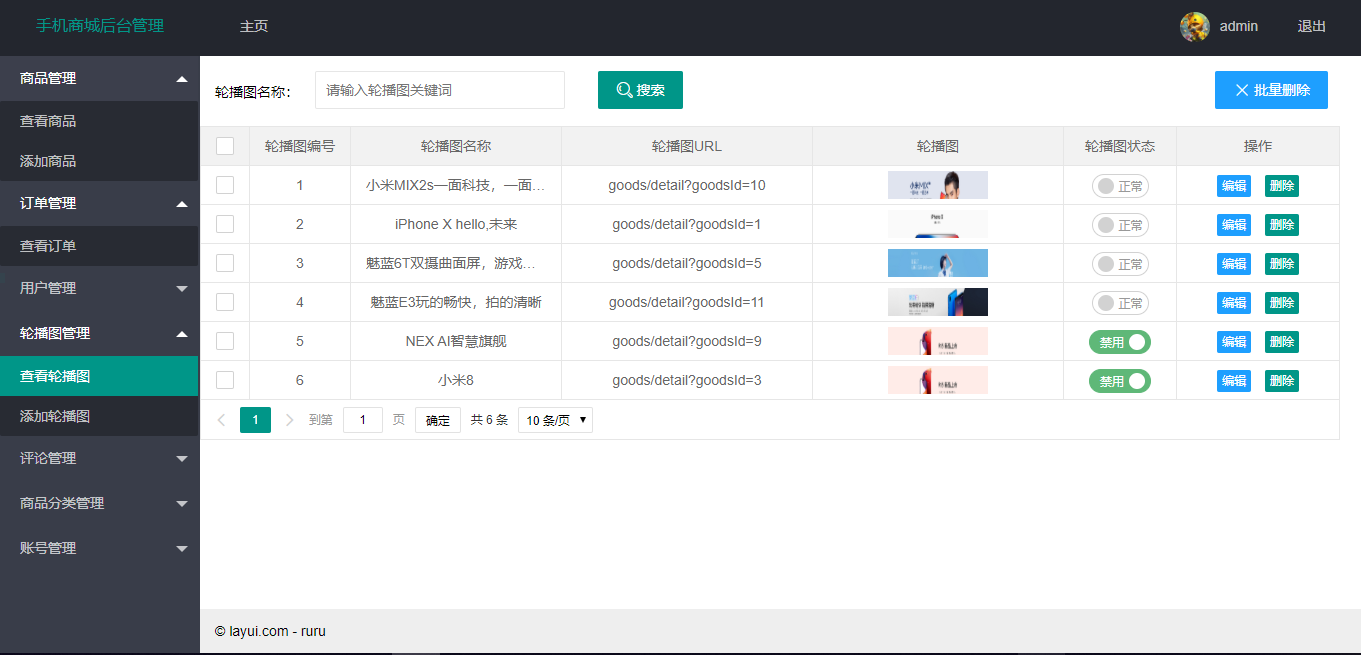 手机商城后台管理 主页 admin 退出
商品管理
查看商品
添加商品
订单管理
查看订单
用户管理
轮播图管理
查看轮播图
添加轮播图
评论管理
商品分类管理
账号管理
轮播图名称： 请输入轮播图关键词 搜索 批量删除
轮播图编号 轮播图名称 轮播图URL 轮播图 轮播图状态 操作
1 小米MIX2s一面科技，一面... goods/detail?goodsId=10 正常 编辑 删除
2 iPhone X hello,未来 goods/detail?goodsId=1 iPhone X 正常 编辑 删除
3 魅蓝6T双摄曲面屏，游戏... goods/detail?goodsId=5 正常 编辑 删除
4 魅蓝E3玩的畅快，拍的清晰 goods/detail?goodsId=11 正常 编辑 删除
5 NEX AI智慧旗舰 goods/detail?goodsId=9 禁用 编辑 删除
6 小米8 goods/detail?goodsId=3 禁用 编辑 删除
1 到第 1 页 确定 共 6 条 10 条/页
© layui.com - ruru